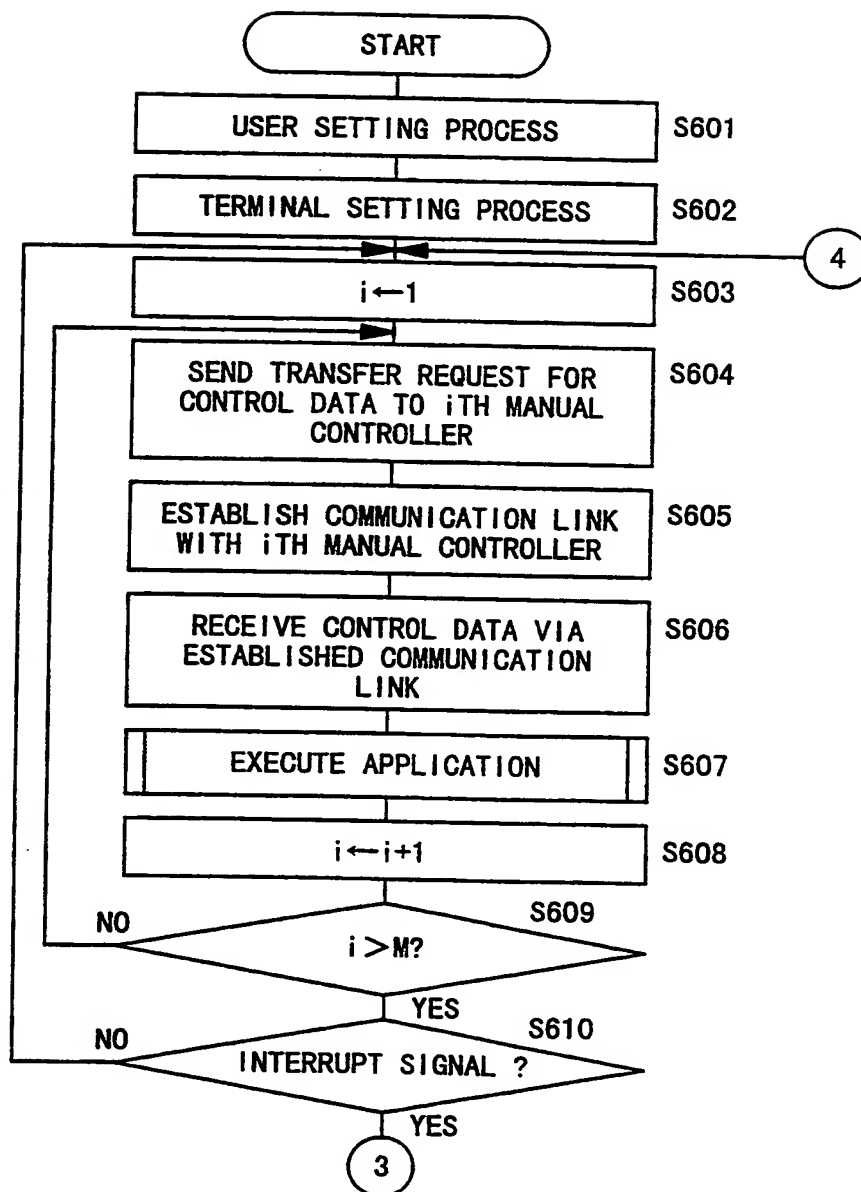 START
USER SETTING PROCESS S601
TERMINAL SETTING PROCESS S602
4
i←1 S603
SEND TRANSFER REQUEST FOR S604
CONTROL DATA TO iTH MANUAL
CONTROLLER
ESTABLISH COMMUNICATION LINK S605
WITH iTH MANUAL CONTROLLER
RECEIVE CONTROL DATA VIA S606
ESTABLISHED COMMUNICATION
LINK
EXECUTE APPLICATION S607
i←i+1 S608
S609
NO
i>M?
YES
S610
NO
INTERRUPT SIGNAL ?
YES
3